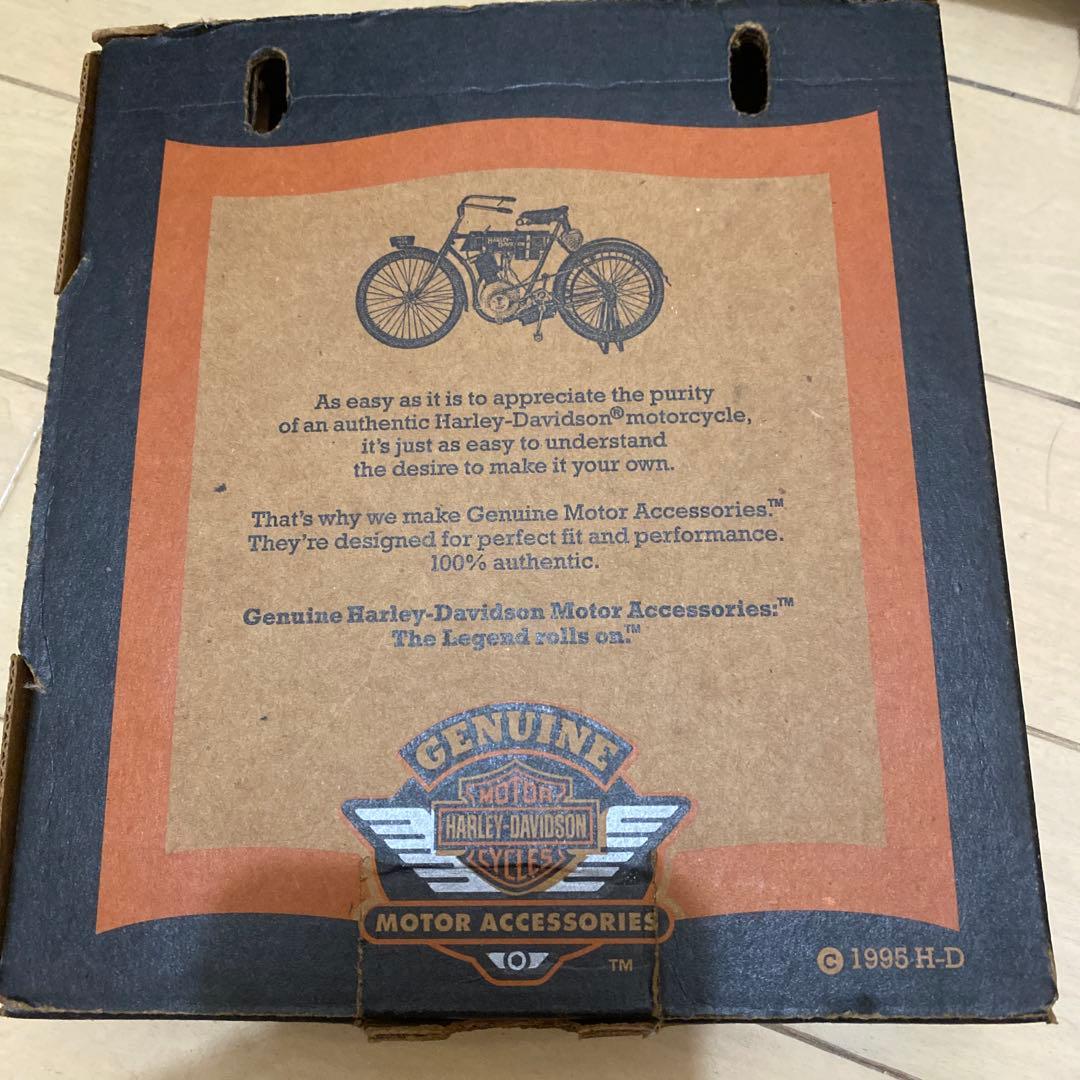 HARLEY-
DAVIDSON
As easy as it is to appreciate the purity
of an authentic Harley-Davidson® motorcycle,
it's just as easy to understand
the desire to make it your own.
That's why we make Genuine Motor Accessories.™
They're designed for perfect fit and performance.
100% authentic.
Genuine Harley-Davidson Motor Accessories:™
The Legend rolls on.™
GENUINE
MOTOR
HARLEY-DAVIDSON
CYCLES
MOTOR ACCESSORIES
TM
© 1995 H-D